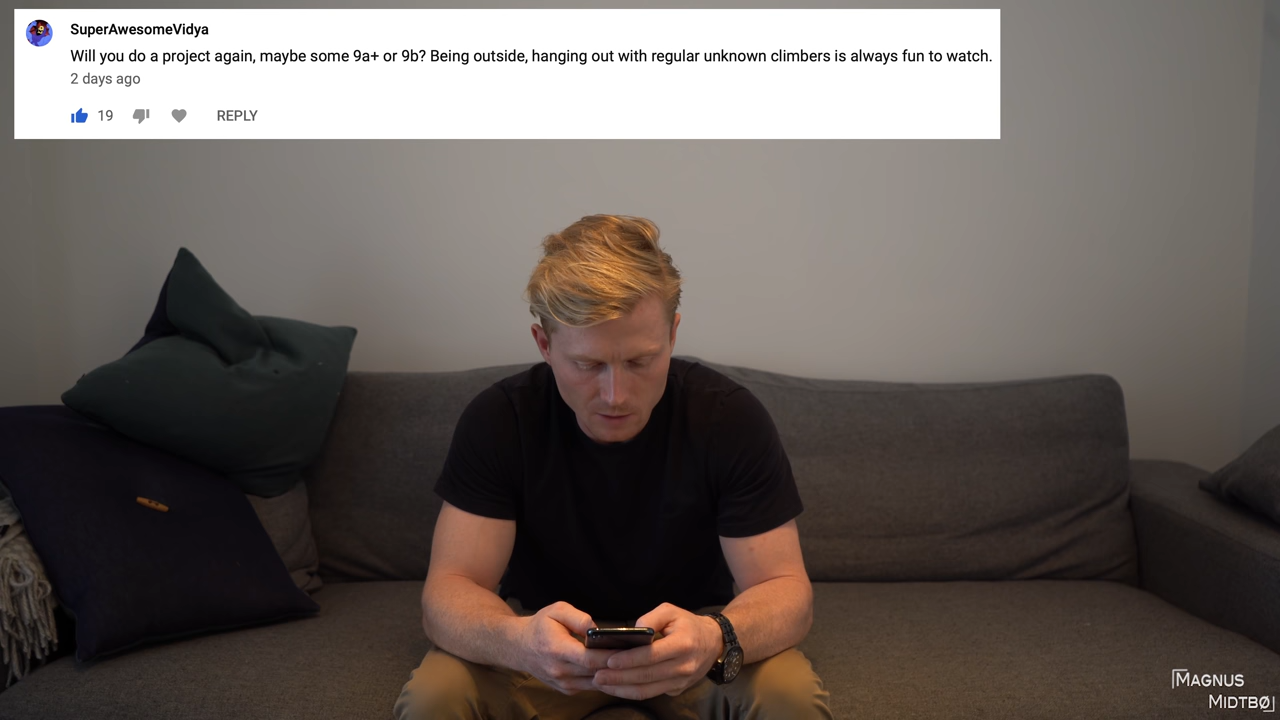 SuperAwesomeVidya
Will you do a project again, maybe some 9a+ or 9b? Being outside, hanging out with regular unknown climbers is always fun to watch.
2 days ago
19
REPLY
MAGNUS
MIDTBØ